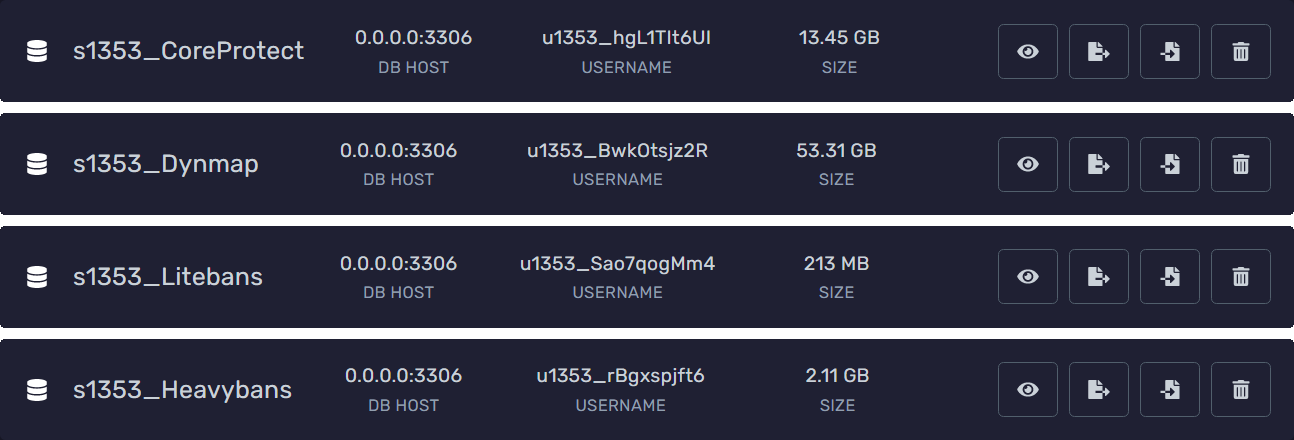 s1353_CoreProtect 0.0.0.0:3306 u1353_hgL1TIt6UI 13.45 GB
DB HOST USERNAME SIZE
s1353_Dynmap 0.0.0.0:3306 u1353_Bwk0tsjz2R 53.31 GB
DB HOST USERNAME SIZE
s1353_Litebans 0.0.0.0:3306 u1353_Sao7qogMm4 213 MB
DB HOST USERNAME SIZE
s1353_Heavybans 0.0.0.0:3306 u1353_rBgxspjft6 2.11 GB
DB HOST USERNAME SIZE